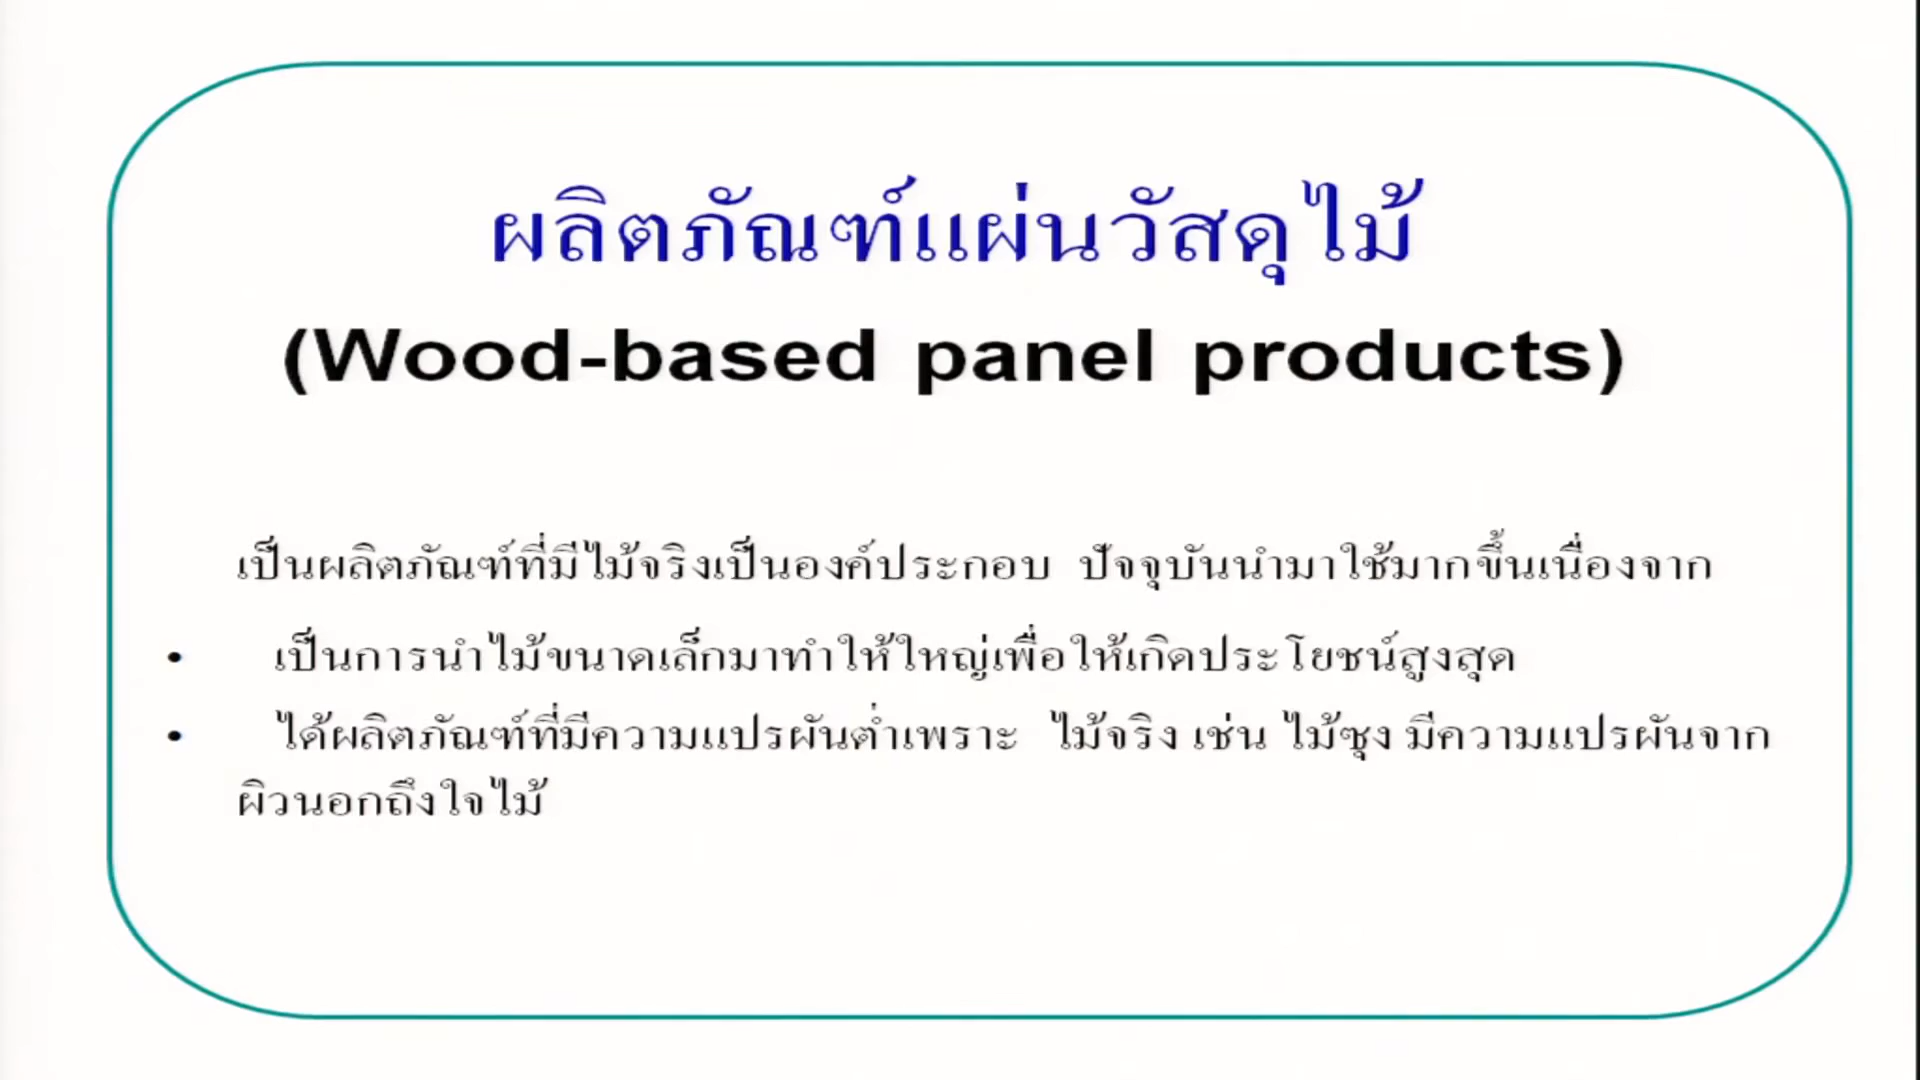 ผลิตภัณฑ์แผ่นวัสดุไม้
(Wood-based panel products)
เป็นผลิตภัณฑ์ที่มีไม้จริงเป็นองค์ประกอบ ปัจจุบันนำมาใช้มากขึ้นเนื่องจาก
• เป็นการนำไม้ขนาดเล็กมาทำให้ใหญ่เพื่อให้เกิดประโยชน์สูงสุด
• ได้ผลิตภัณฑ์ที่มีความแปรผันต่ำเพราะ ไม้จริง เช่น ไม้ซุง มีความแปรผันจาก
ผิวนอกถึงใจไม้